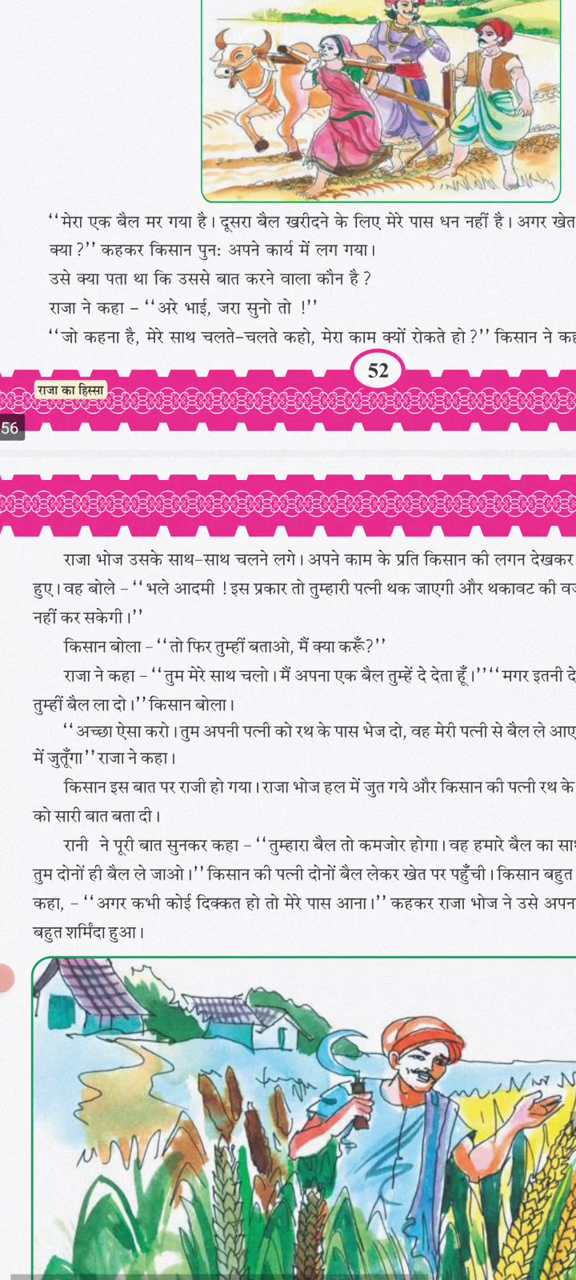 ‘‘मेरा एक बैल मर गया है। दूसरा बैल खरीदने के लिए मेरे पास धन नहीं है। अगर खेत
क्या ?’’ कहकर किसान पुन: अपने कार्य में लग गया।
उसे क्या पता था कि उससे बात करने वाला कौन है ?
राजा ने कहा – ‘‘अरे भाई, जरा सुनो तो !’’
‘‘जो कहना है, मेरे साथ चलते–चलते कहो, मेरा काम क्यों रोकते हो ?’’ किसान ने
52
राजा का हिस्सा
56
राजा भोज उसके साथ–साथ चलने लगे। अपने काम के प्रति किसान की लगन देखकर
हुए। वह बोले – ‘‘भले आदमी ! इस प्रकार तो तुम्हारी पत्नी थक जाएगी और थकावट की
नहीं कर सकेगी।’’
किसान बोला – ‘‘तो फिर तुम्हीं बताओ, मैं क्या करूँ?’’
राजा ने कहा – ‘‘तुम मेरे साथ चलो। मैं अपना एक बैल तुम्हें दे देता हूँ।’’ ‘‘मगर इतनी
तुम्हीं बैल ला दो।’’ किसान बोला।
‘‘अच्छा ऐसा करो। तुम अपनी पत्नी को रथ के पास भेज दो, वह मेरी पत्नी से बैल ले
में जुतूँगा’’ राजा ने कहा।
किसान इस बात पर राजी हो गया। राजा भोज हल में जुत गये और किसान की पत्नी रथ के
को सारी बात बता दी।
रानी ने पूरी बात सुनकर कहा – ‘‘तुम्हारा बैल तो कमजोर होगा। वह हमारे बैल का
तुम दोनों ही बैल ले जाओ।’’ किसान की पत्नी दोनों बैल लेकर खेत पर पहुँची। किसान बहुत
कहा, – ‘‘अगर कभी कोई दिक्कत हो तो मेरे पास आना।’’ कहकर राजा भोज ने उसे
बहुत शर्मिंदा हुआ।